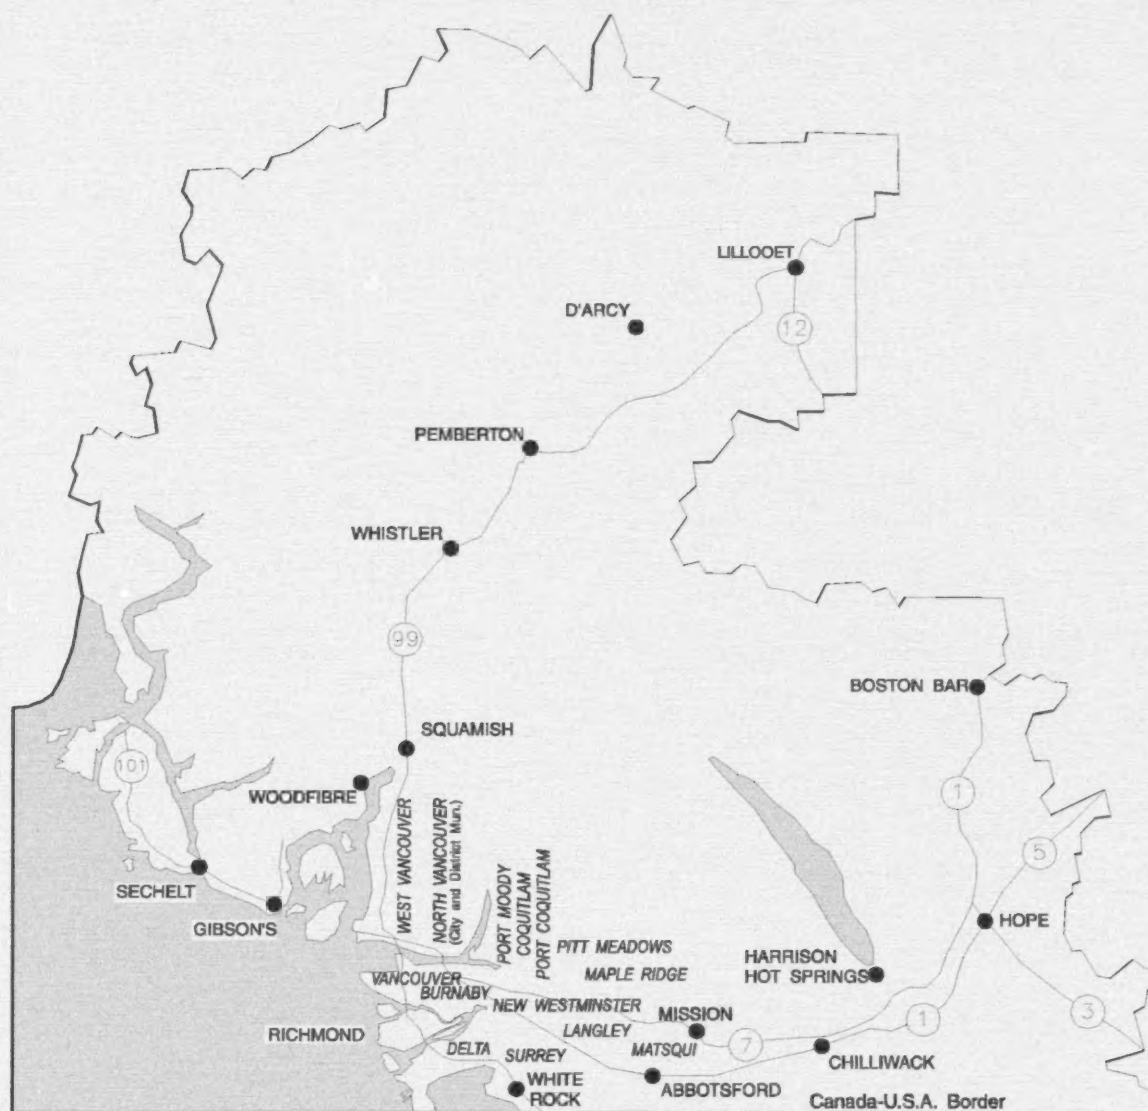 LILLOOET
D'ARCY
12
PEMBERTON
WHISTLER
99
BOSTON BAR
SQUAMISH
101
WOODFIBRE
1
WEST VANCOUVER
NORTH VANCOUVER
(City and District Mun.)
PORT MOODY
COQUITLAM
PORT COQUITLAM
5
SECHELT
GIBSON'S
HOPE
PITT MEADOWS
HARRISON
HOT SPRINGS
MAPLE RIDGE
VANCOUVER
BURNABY
NEW WESTMINSTER
MISSION
1
3
RICHMOND
LANGLEY
7
DELTA
SURREY
MATSQUI
CHILLIWACK
WHITE
ROCK
ABBOTSFORD
Canada-U.S.A. Border